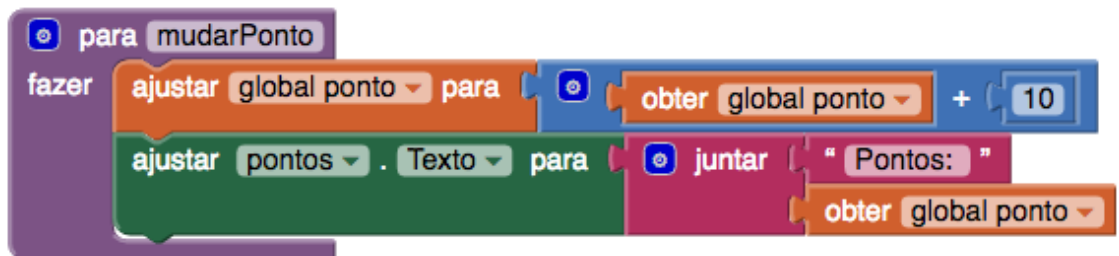 para mudarPonto
fazer ajustar global ponto para obter global ponto + 10
ajustar pontos . Texto para juntar " Pontos: "
obter global ponto